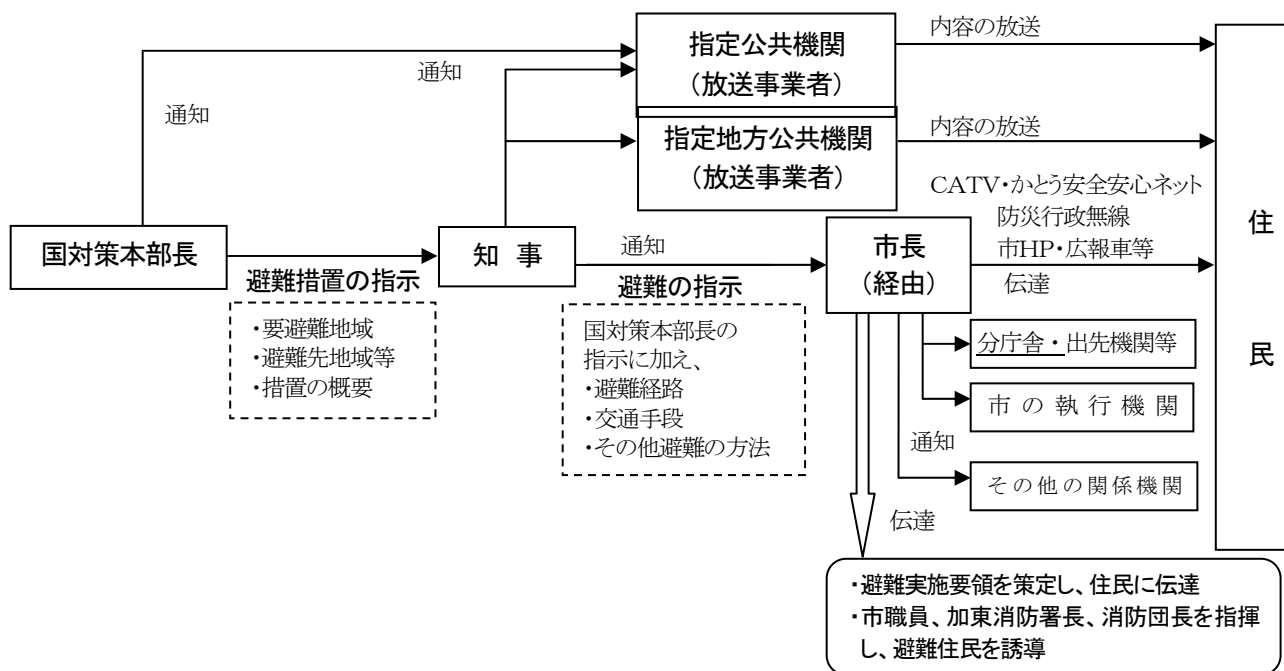 指定公共機関
（放送事業者）
内容の放送
通知
通知
指定地方公共機関
（放送事業者）
内容の放送
CATV・かとう安全安心ネット
防災行政無線
市HP・広報車等
伝達
住民
国対策本部長
避難措置の指示
・要避難地域
・避難先地域等
・措置の概要
知　事
通知
避難の指示
国対策本部長の
指示に加え、
・避難経路
・交通手段
・その他避難の方法
市長
（経由）
分庁舎・出先機関等
市の執行機関
通知
その他の関係機関
伝達
・避難実施要領を策定し、住民に伝達
・市職員、加東消防署長、消防団長を指揮
し、避難住民を誘導